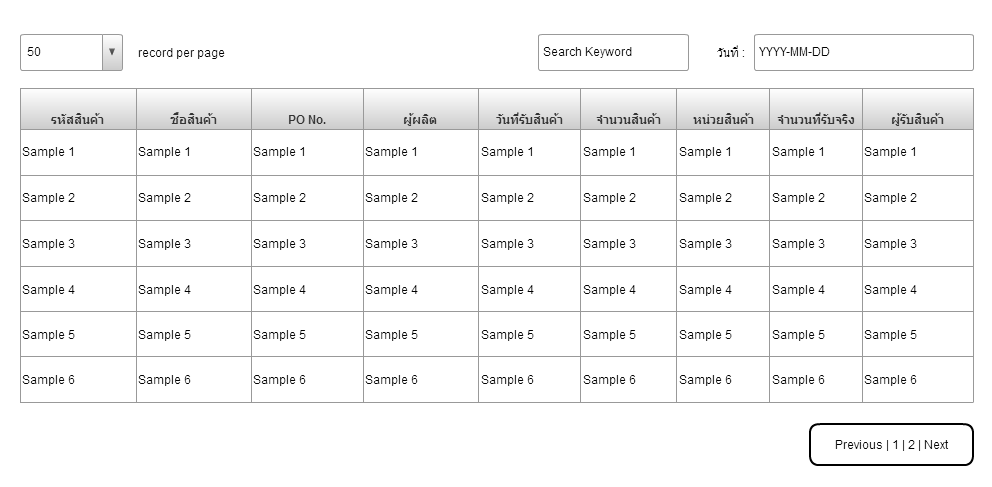 50 ▼ record per page Search Keyword วันที่ : YYYY-MM-DD
รหัสสินค้า ชื่อสินค้า PO No. ผู้ผลิต วันที่รับสินค้า จำนวนสินค้า หน่วยสินค้า จำนวนที่รับจริง ผู้รับสินค้า
Sample 1 Sample 1 Sample 1 Sample 1 Sample 1 Sample 1 Sample 1 Sample 1 Sample 1
Sample 2 Sample 2 Sample 2 Sample 2 Sample 2 Sample 2 Sample 2 Sample 2 Sample 2
Sample 3 Sample 3 Sample 3 Sample 3 Sample 3 Sample 3 Sample 3 Sample 3 Sample 3
Sample 4 Sample 4 Sample 4 Sample 4 Sample 4 Sample 4 Sample 4 Sample 4 Sample 4
Sample 5 Sample 5 Sample 5 Sample 5 Sample 5 Sample 5 Sample 5 Sample 5 Sample 5
Sample 6 Sample 6 Sample 6 Sample 6 Sample 6 Sample 6 Sample 6 Sample 6 Sample 6
Previous | 1 | 2 | Next